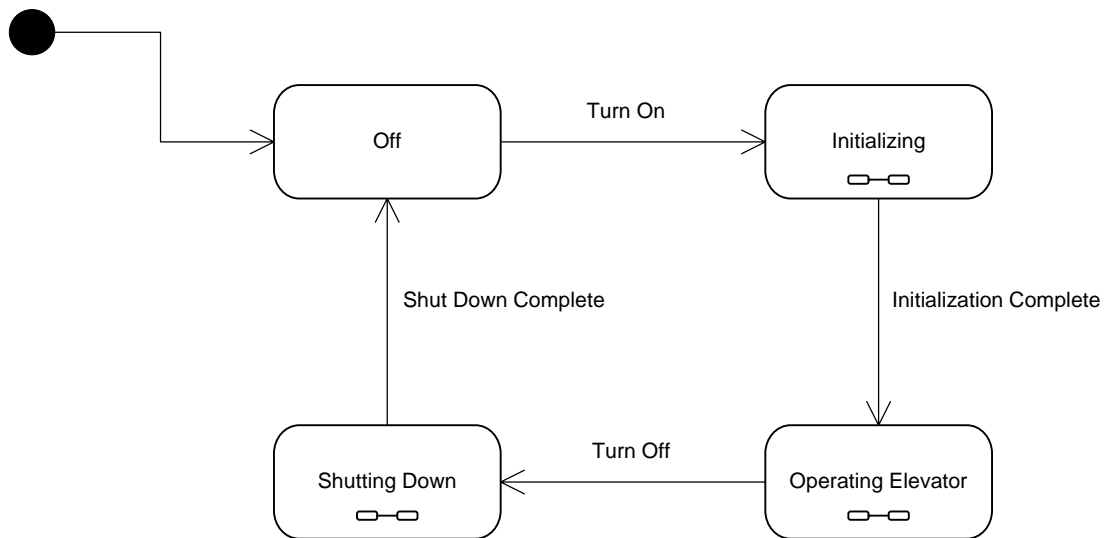 Turn On
Off
Initializing
Shut Down Complete
Initialization Complete
Turn Off
Shutting Down
Operating Elevator